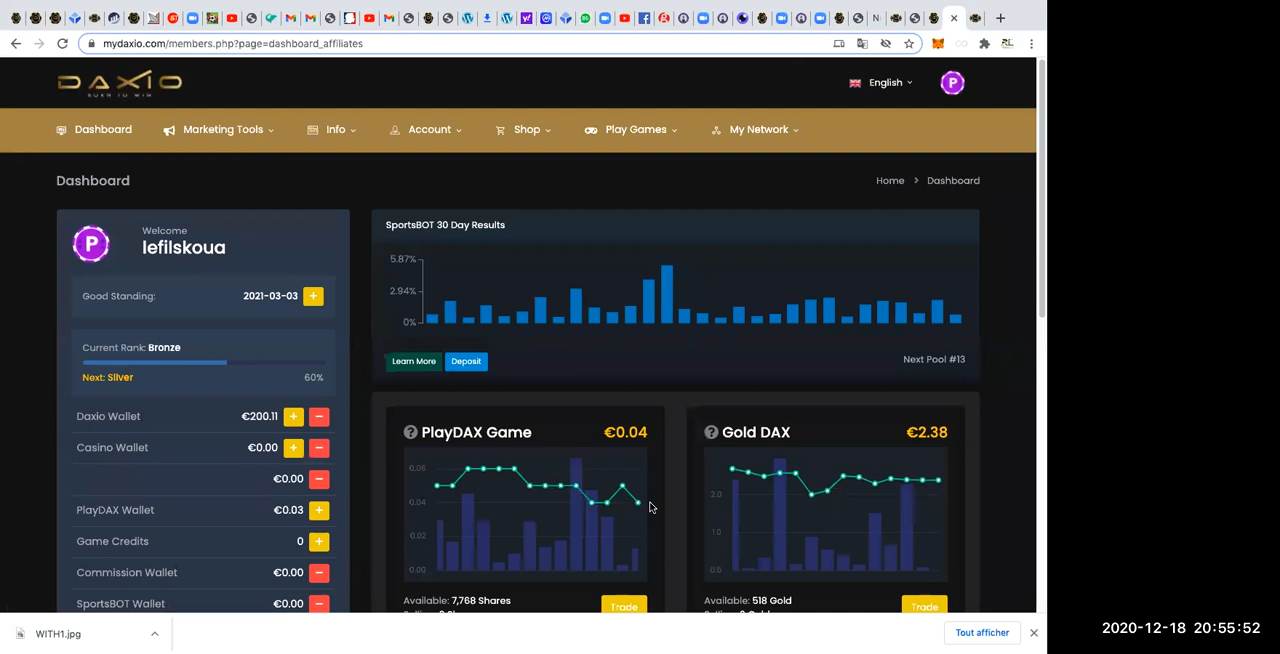 mydaxio.com/members.php?page=dashboard_affiliates
DAXIO
BORN TO WIN
English
P
Dashboard
Marketing Tools
Info
Account
Shop
Play Games
My Network
Dashboard
Home > Dashboard
P
Welcome
lefilskoua
Good Standing: 2021-03-03 +
Current Rank: Bronze
Next: Silver 60%
Daxio Wallet €200.11 + −
Casino Wallet €0.00 + −
€0.00 −
PlayDAX Wallet €0.03 +
Game Credits 0 +
Commission Wallet €0.00 −
SportsBOT Wallet €0.00 −
SportsBOT 30 Day Results
5.87%
2.94%
0%
Learn More Deposit Next Pool #13
? PlayDAX Game €0.04
0.06
0.04
0.02
0.00
Available: 7,768 Shares
Trade
? Gold DAX €2.38
2.0
1.0
Available: 518 Gold
Trade
WITH1.jpg
Tout afficher
2020-12-18 20:55:52